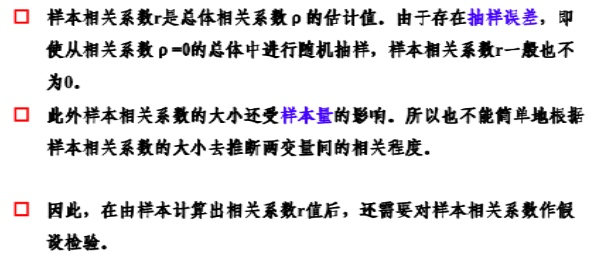 样本相关系数r是总体相关系数ρ的估计值。由于存在抽样误差，即
使从相关系数ρ=0的总体中进行随机抽样，样本相关系数r一般也不
为0。
此外样本相关系数的大小还受样本量的影响。所以也不能简单地根据
样本相关系数的大小去推断两变量间的相关程度。
因此，在由样本计算出相关系数r值后，还需要对样本相关系数作假
设检验。